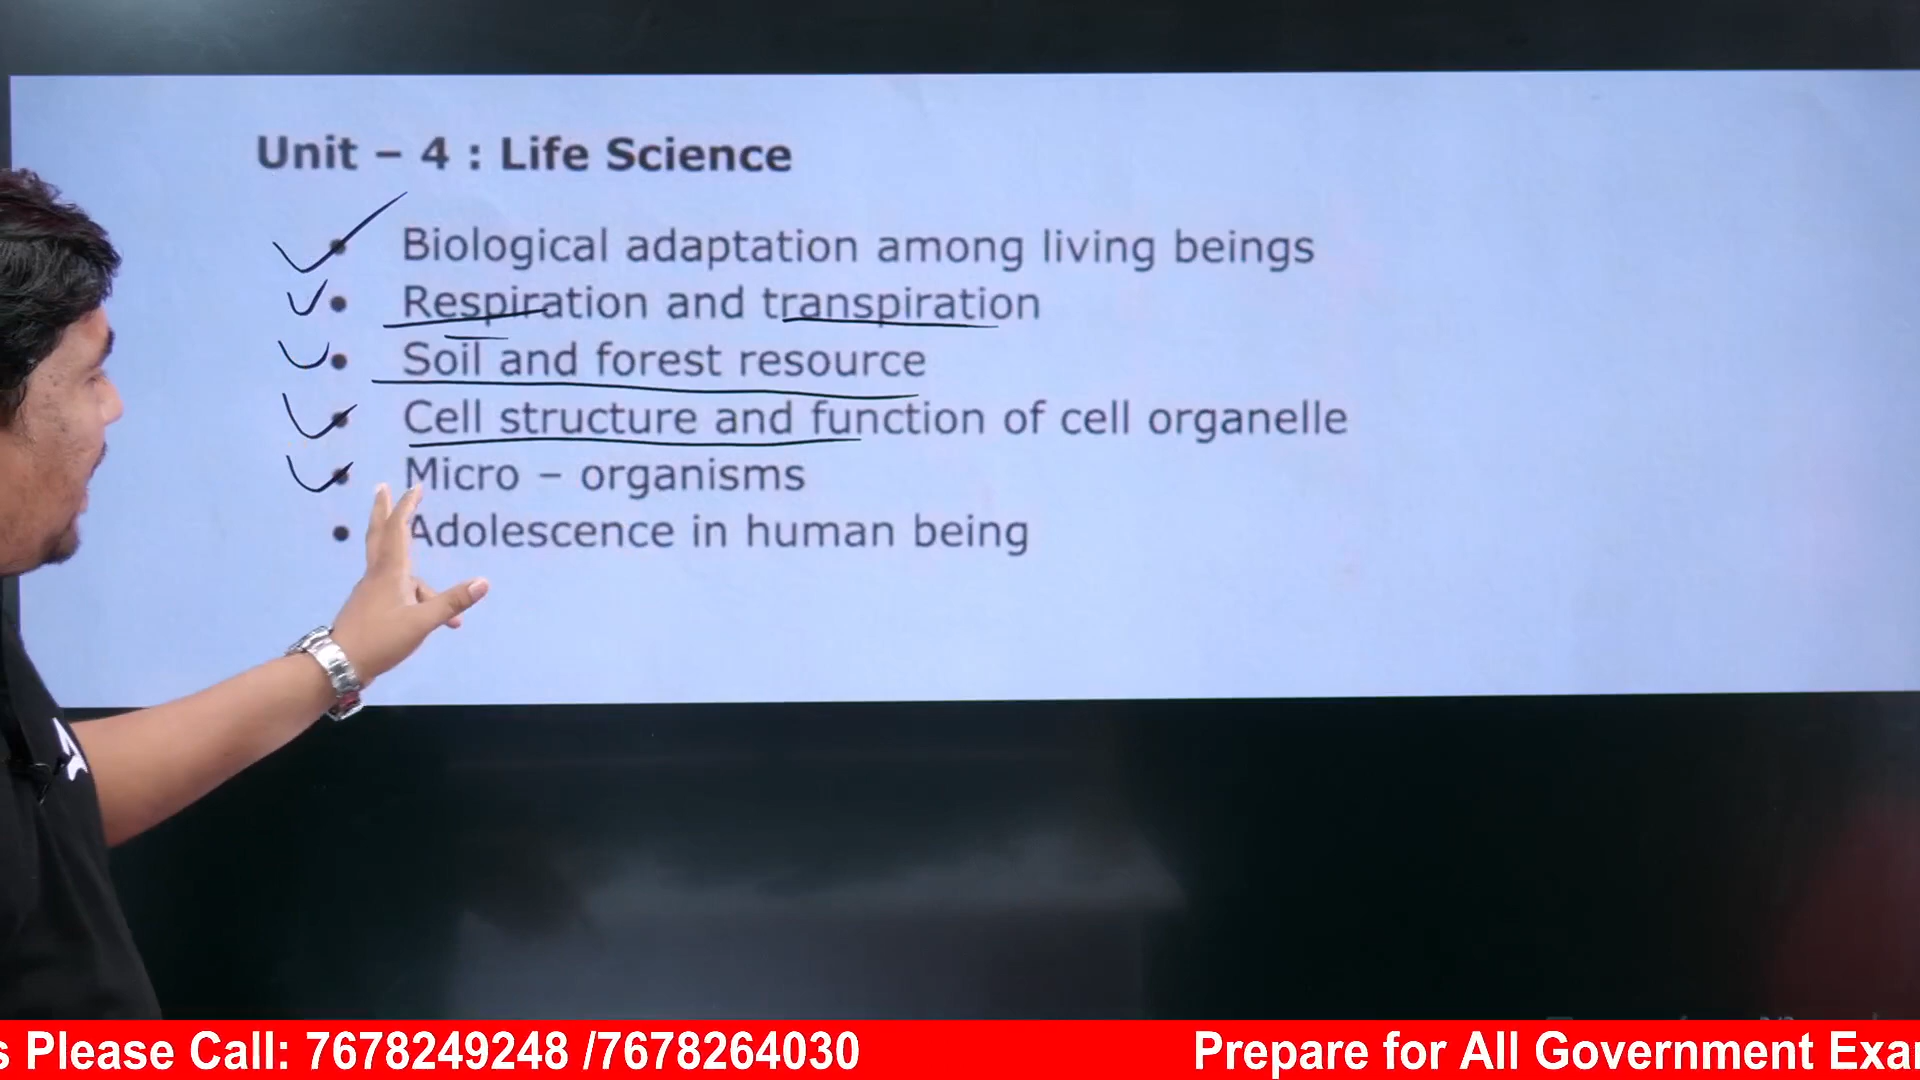 Unit – 4 : Life Science
• Biological adaptation among living beings
• Respiration and transpiration
• Soil and forest resource
• Cell structure and function of cell organelle
• Micro – organisms
• Adolescence in human being
s Please Call: 7678249248 /7678264030 Prepare for All Government Exa